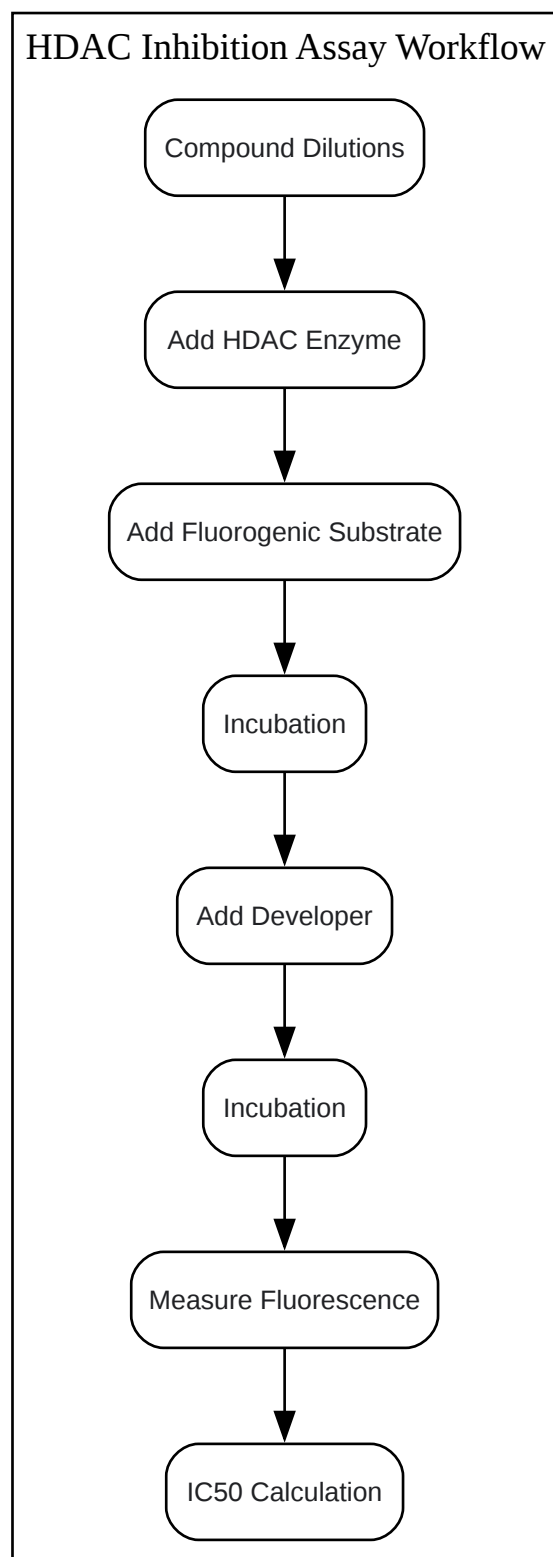 HDAC Inhibition Assay Workflow
Compound Dilutions
Add HDAC Enzyme
Add Fluorogenic Substrate
Incubation
Add Developer
Incubation
Measure Fluorescence
IC50 Calculation